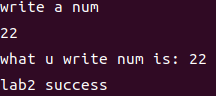 write a num
22
what u write num is: 22
lab2 success